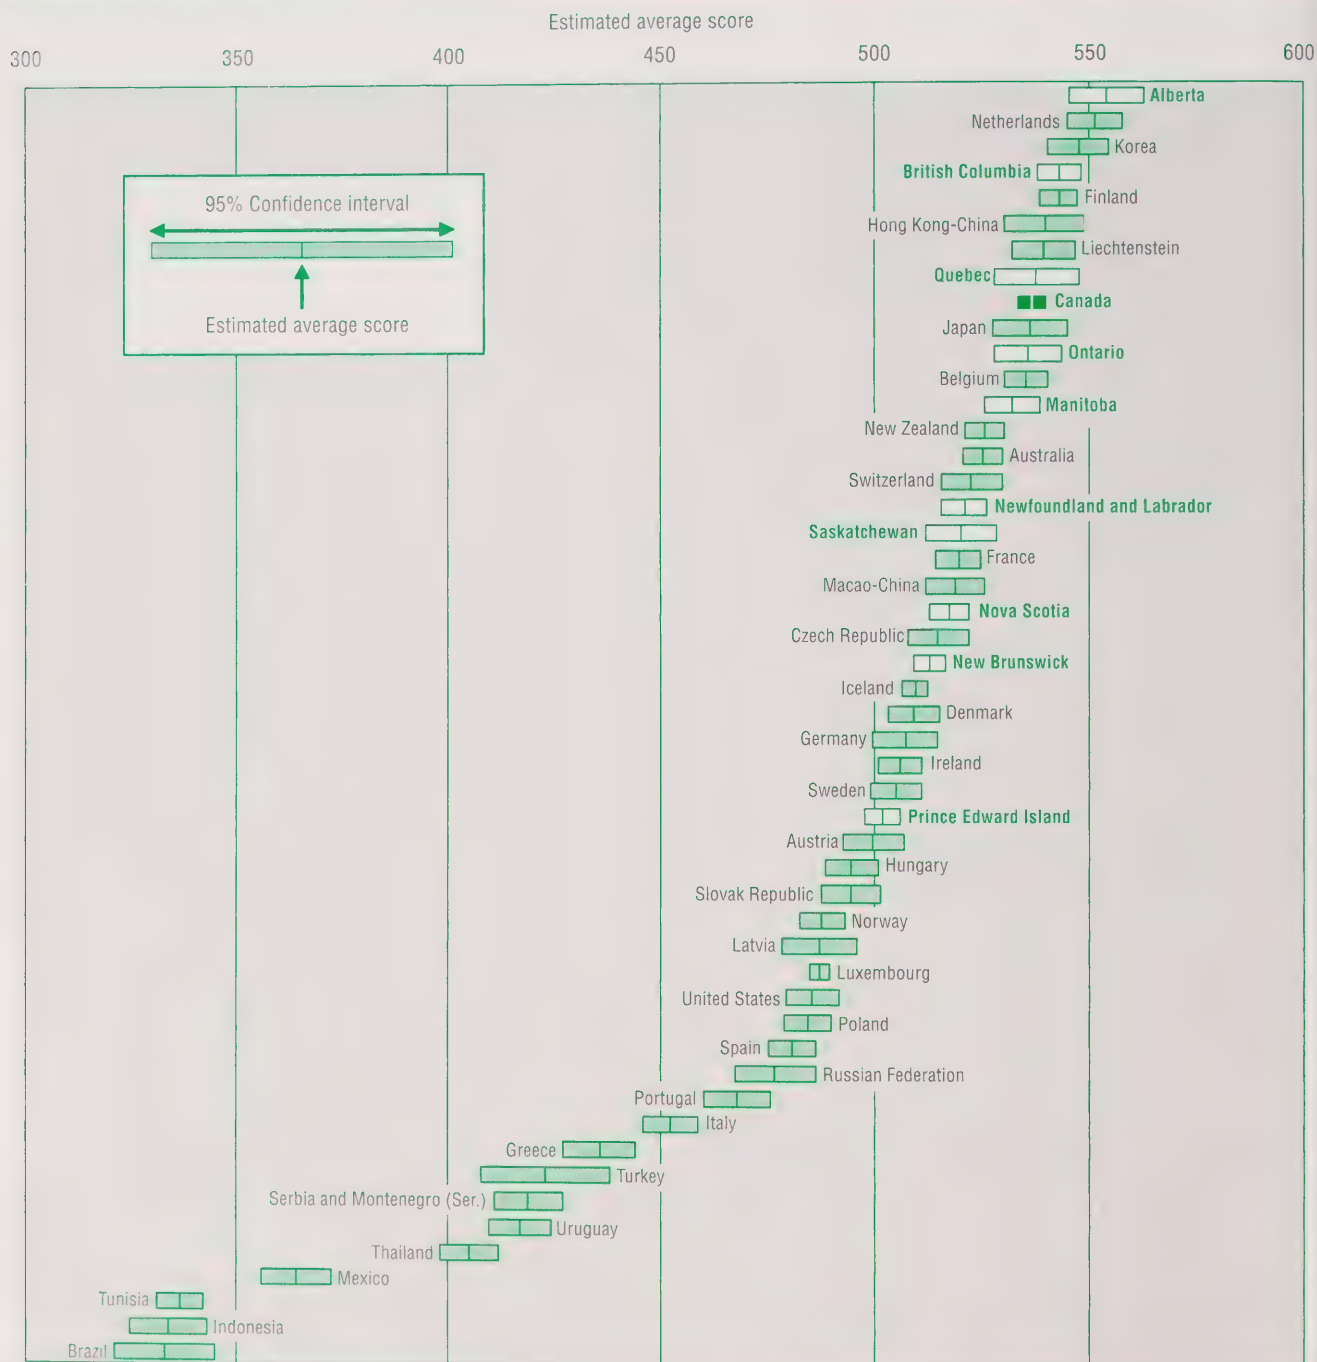 Estimated average score
300 350 400 450 500 550 600
Alberta
Netherlands
Korea
British Columbia
Finland
95% Confidence interval
Hong Kong-China
Liechtenstein
Quebec
Canada
Estimated average score
Japan
Ontario
Belgium
Manitoba
New Zealand
Australia
Switzerland
Newfoundland and Labrador
Saskatchewan
France
Macao-China
Nova Scotia
Czech Republic
New Brunswick
Iceland
Denmark
Germany
Ireland
Sweden
Prince Edward Island
Austria
Hungary
Slovak Republic
Norway
Latvia
Luxembourg
United States
Poland
Spain
Russian Federation
Portugal
Italy
Greece
Turkey
Serbia and Montenegro (Ser.)
Uruguay
Thailand
Mexico
Tunisia
Indonesia
Brazil